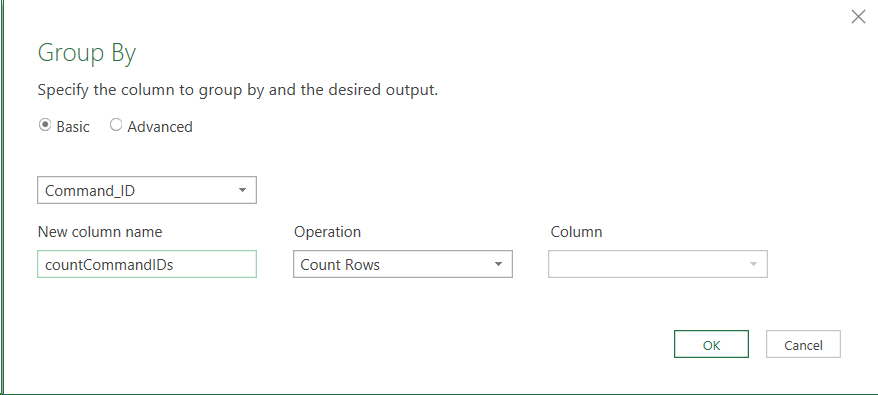 Group By
Specify the column to group by and the desired output.
Basic Advanced
Command_ID
New column name Operation Column
countCommandIDs Count Rows
OK Cancel